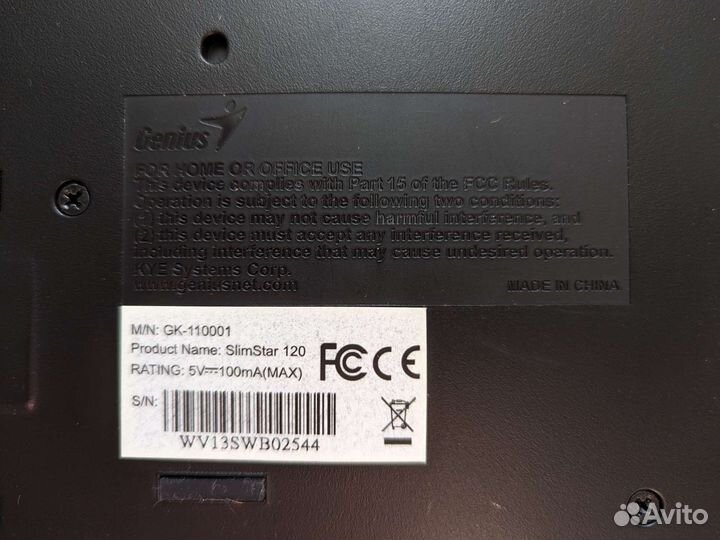 Genius
FOR HOME OR OFFICE USE
This device complies with Part 15 of the FCC Rules.
Operation is subject to the following two conditions:
(1) this device may not cause harmful interference, and
(2) this device must accept any interference received,
including interference that may cause undesired operation.
KYE Systems Corp.
www.geniusnet.com
MADE IN CHINA
M/N: GK-110001
Product Name: SlimStar 120
RATING: 5V⎓100mA(MAX)
FC CE
S/N:
WV13SWB02544
Avito